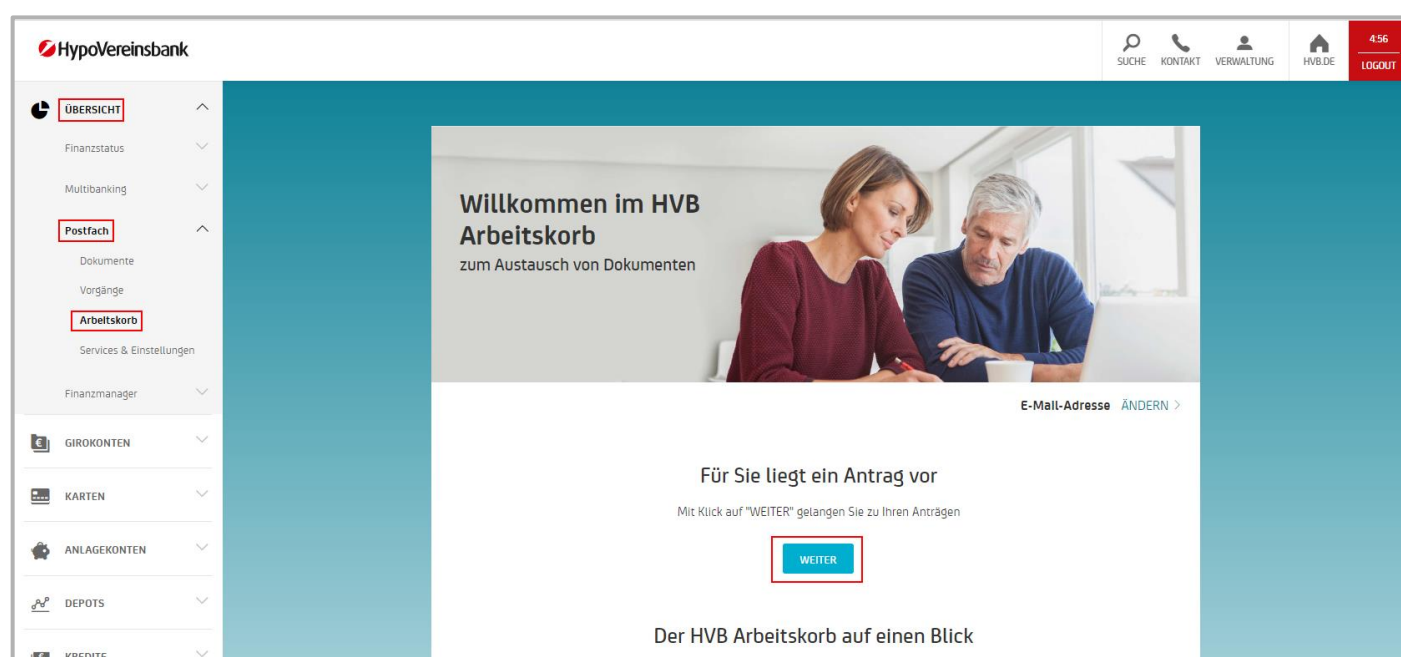 HypoVereinsbank
SUCHE
KONTAKT
VERWALTUNG
HVB.DE
4:56
LOGOUT
ÜBERSICHT
Finanzstatus
Multibanking
Postfach
Dokumente
Vorgänge
Arbeitskorb
Services & Einstellungen
Finanzmanager
GIROKONTEN
KARTEN
ANLAGEKONTEN
DEPOTS
KREDITE
Willkommen im HVB
Arbeitskorb
zum Austausch von Dokumenten
E-Mail-Adresse ÄNDERN >
Für Sie liegt ein Antrag vor
Mit Klick auf "WEITER" gelangen Sie zu Ihren Anträgen
WEITER
Der HVB Arbeitskorb auf einen Blick